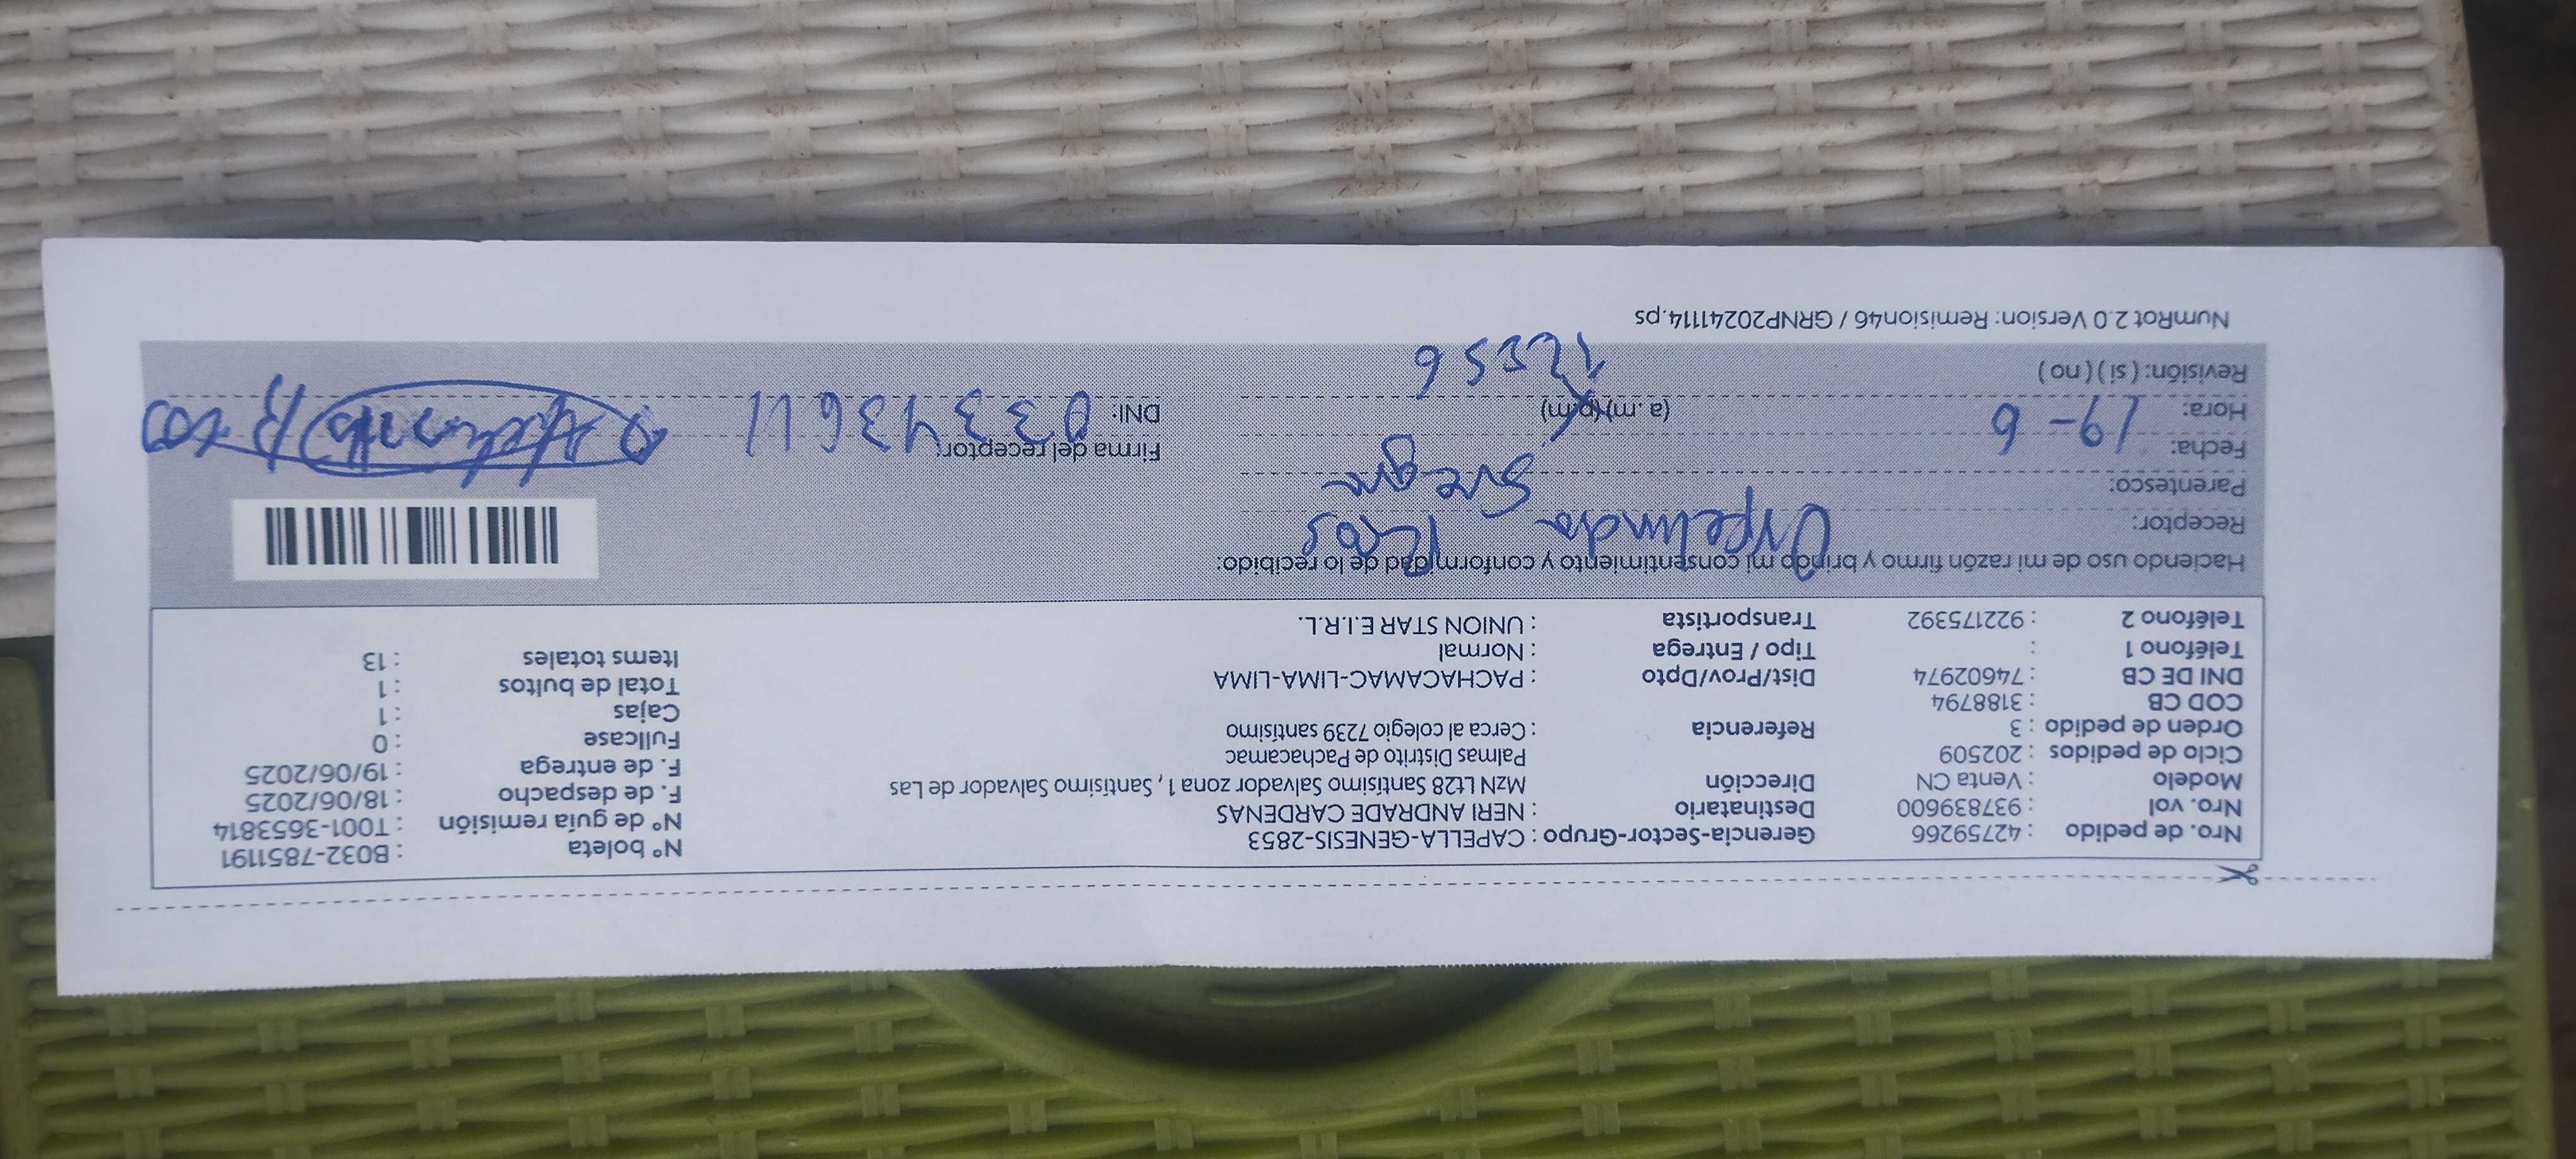 Nro. de pedido : 42759266 Gerencia-Sector-Grupo : CAPELLA-GENESIS-2853 N° boleta : B032-7851191
Nro. vol : 937839600 Destinatario : NERI ANDRADE CARDENAS N° de guía remisión : T001-3653814
Modelo : Venta CN Dirección MzN Lt28 Santísimo Salvador zona 1, Santísimo Salvador de Las F. de despacho : 18/06/2025
Ciclo de pedidos : 202509 Palmas Distrito de Pachacamac F. de entrega : 19/06/2025
Orden de pedido : 3 Referencia : Cerca al colegio 7239 santísimo Fullcase : 0
COD CB : 3188794 Cajas : 1
DNI DE CB : 74602974 Dist/Prov/Dpto : PACHACAMAC-LIMA-LIMA Total de bultos : 1
Teléfono 1 : Tipo / Entrega : Normal Items totales : 13
Teléfono 2 : 922175392 Transportista : UNION STAR E.I.R.L.
Haciendo uso de mi razón firmo y brindo mi consentimiento y conformidad de lo recibido:
Receptor:
Parentesco: Suegra
Fecha: 19-6 Firma del receptor:
Hora: (a. m) (p.m) 12 56 DNI:
Revisión: ( si ) ( no )
NumRot 2.0 Version: Remision46 / GRNP20241114.ps